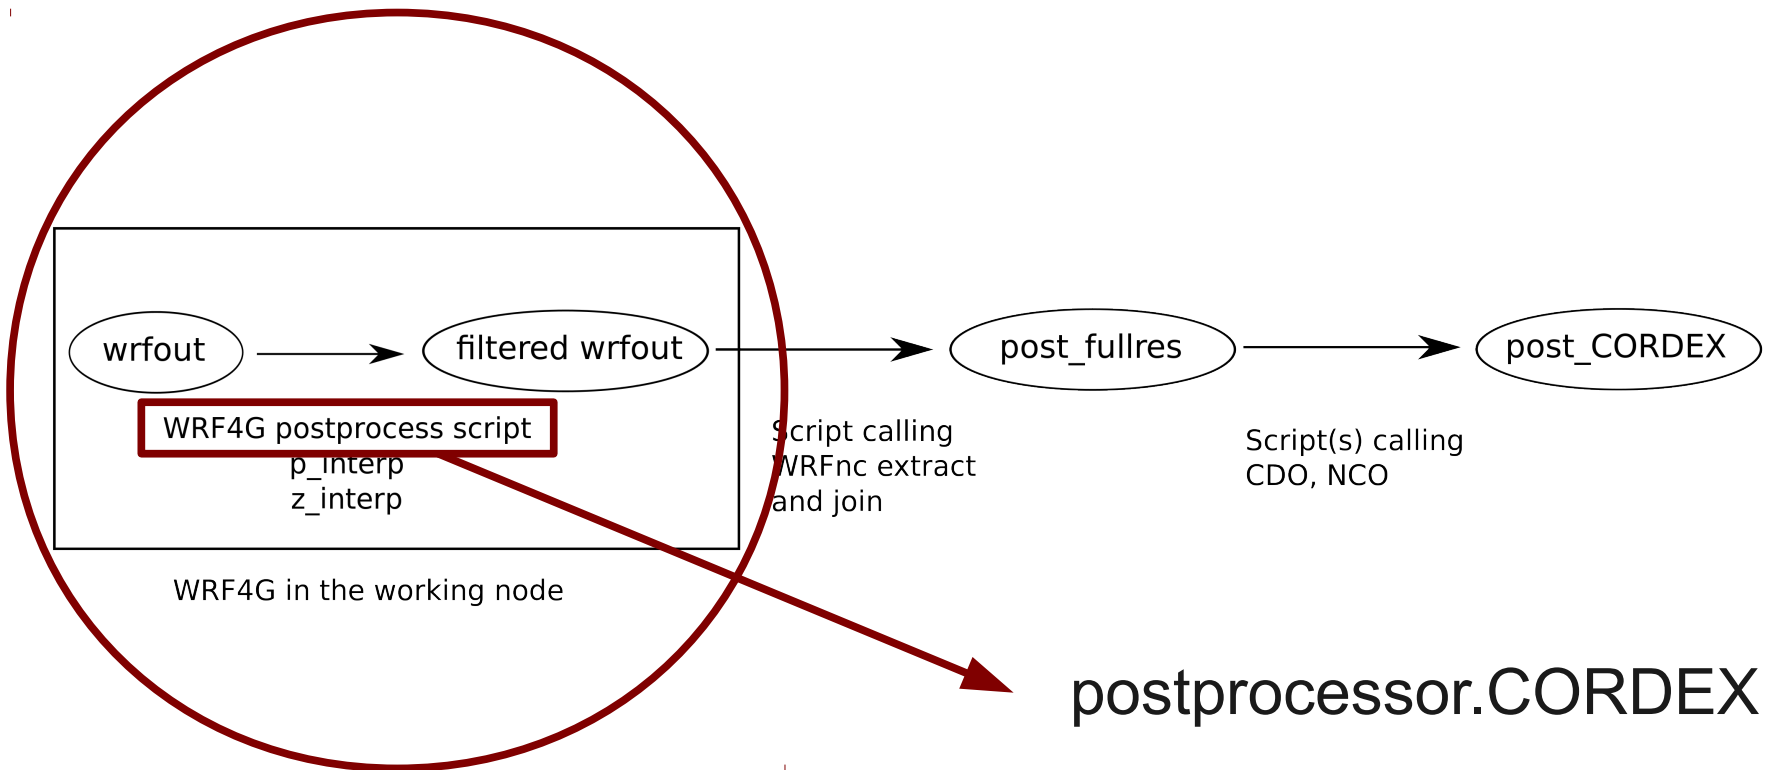 wrfout
filtered wrfout
post_fullres
post_CORDEX
WRF4G postprocess script
p_interp
z_interp
Script calling
WRFnc extract
and join
Script(s) calling
CDO, NCO
WRF4G in the working node
postprocessor.CORDEX